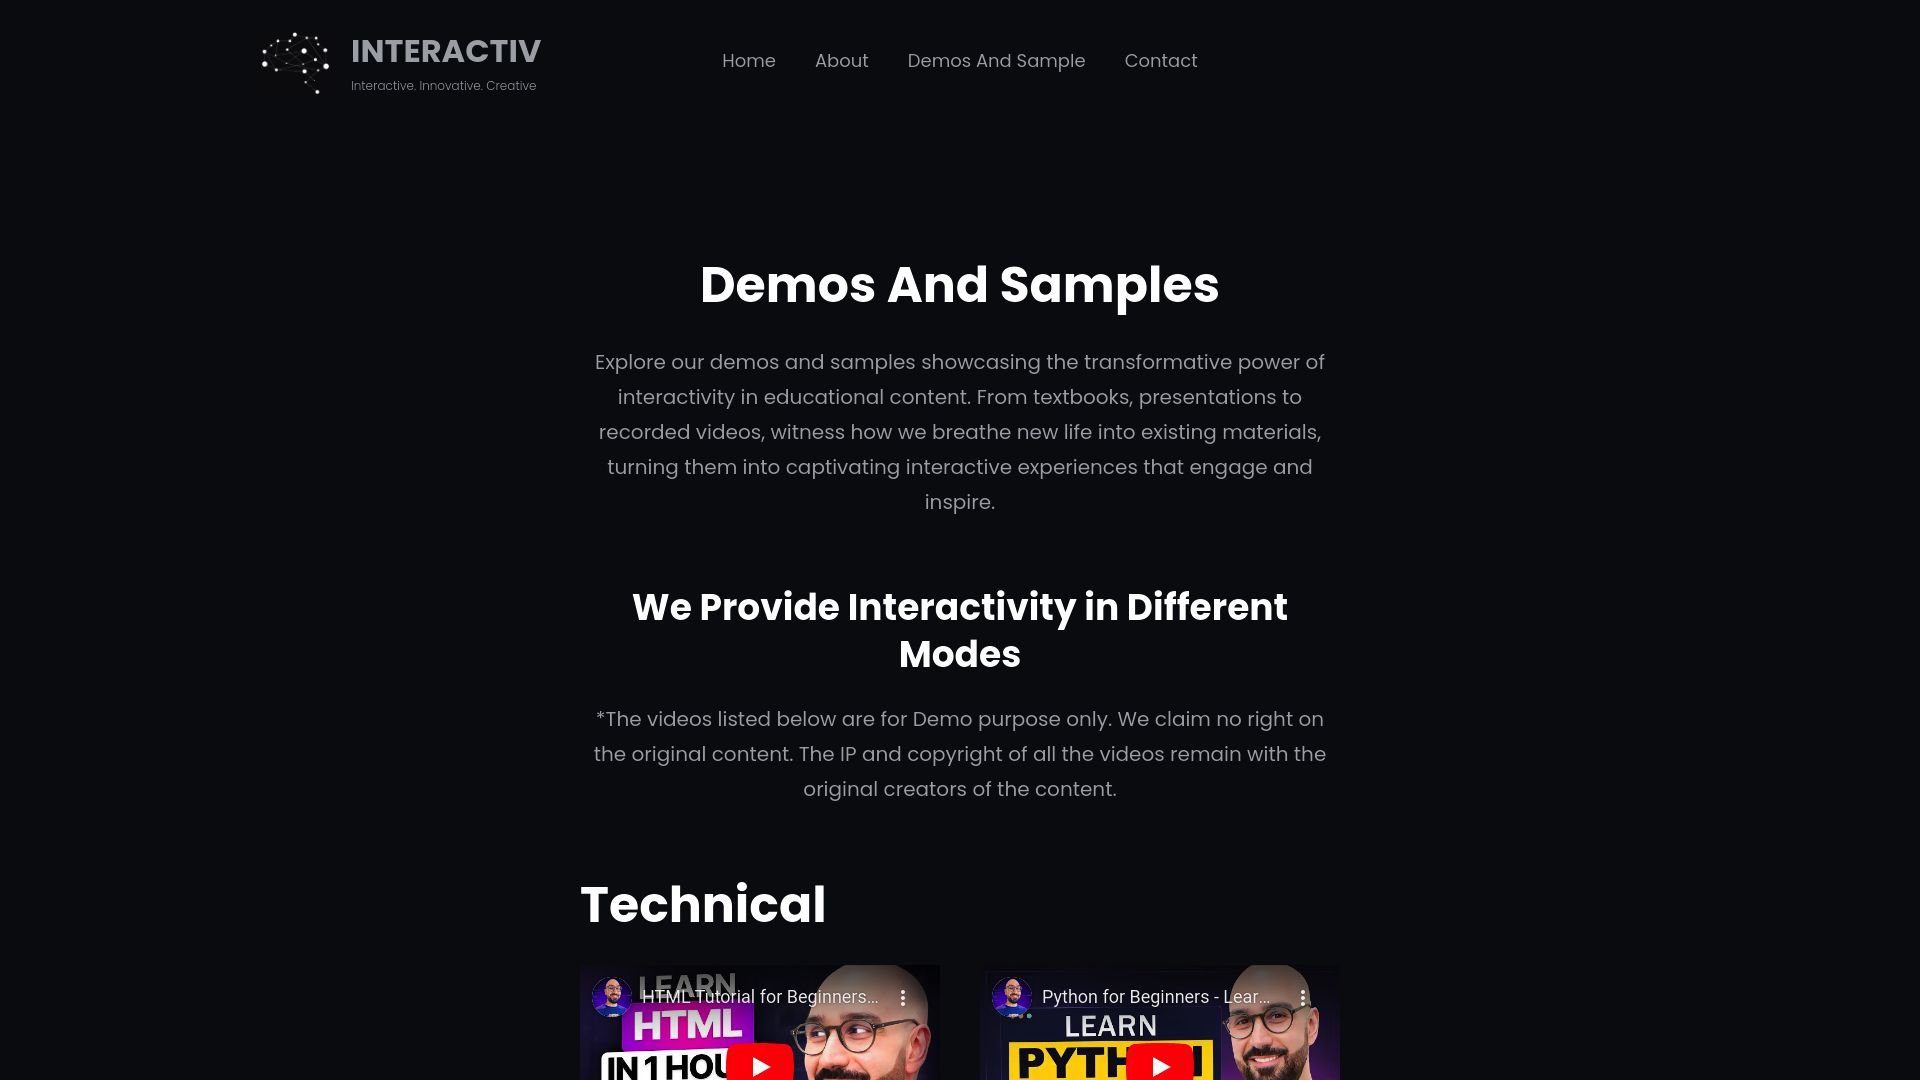 INTERACTIV
Interactive. Innovative. Creative
Home About Demos And Sample Contact
Demos And Samples
Explore our demos and samples showcasing the transformative power of
interactivity in educational content. From textbooks, presentations to
recorded videos, witness how we breathe new life into existing materials,
turning them into captivating interactive experiences that engage and
inspire.
We Provide Interactivity in Different
Modes
*The videos listed below are for Demo purpose only. We claim no right on
the original content. The IP and copyright of all the videos remain with the
original creators of the content.
Technical
LEARN
HTML Tutorial for Beginners...
HTML
IN 1 HOU
Python for Beginners - Lear...
LEARN
PYTH